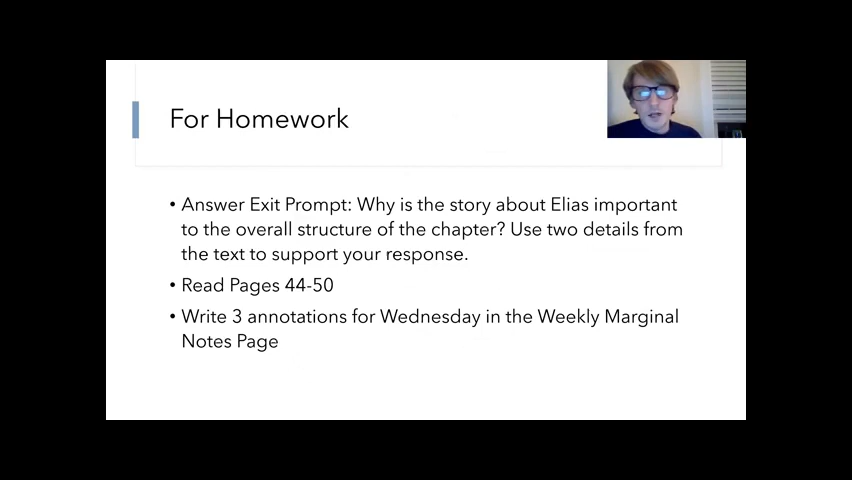 For Homework
• Answer Exit Prompt: Why is the story about Elias important
to the overall structure of the chapter? Use two details from
the text to support your response.
• Read Pages 44-50
• Write 3 annotations for Wednesday in the Weekly Marginal
Notes Page